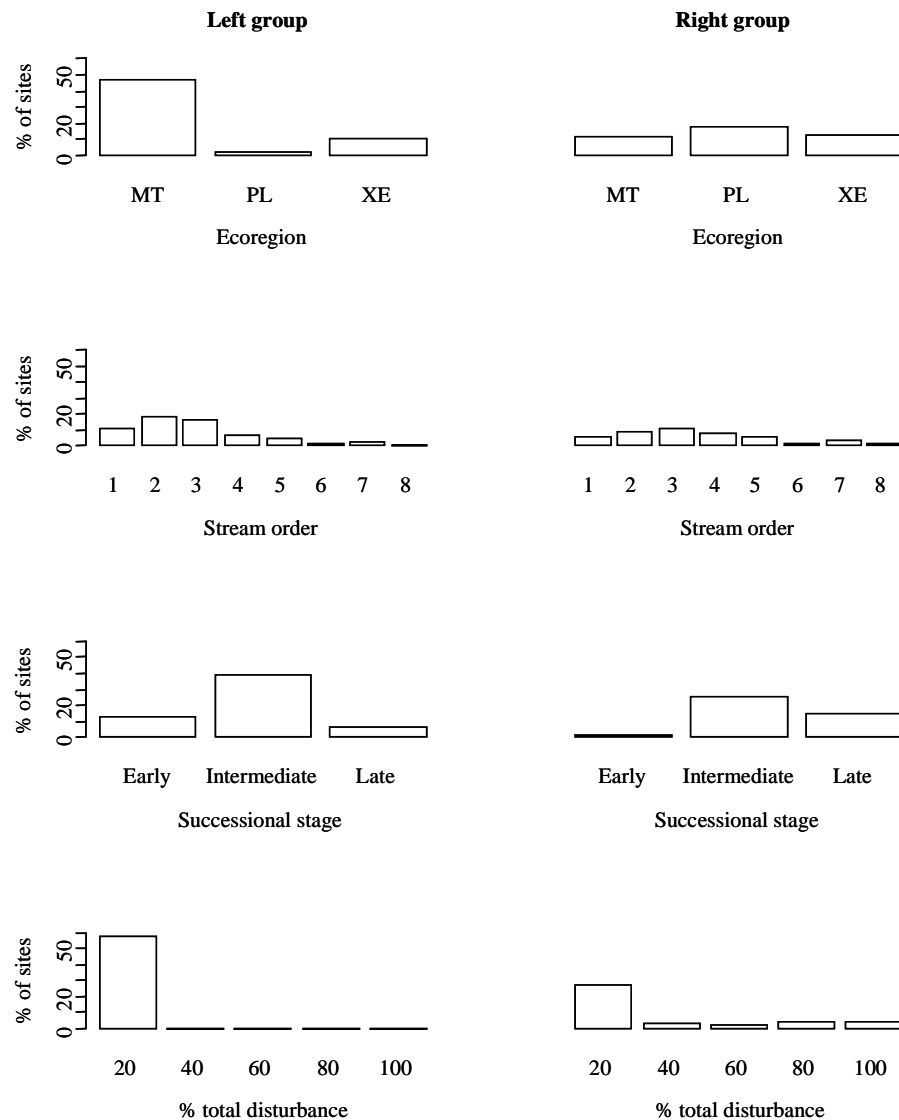 Left group Right group
% of sites
0 20 50
MT PL XE MT PL XE
Ecoregion Ecoregion
% of sites
0 20 50
1 2 3 4 5 6 7 8 1 2 3 4 5 6 7 8
Stream order Stream order
% of sites
0 20 50
Early Intermediate Late Early Intermediate Late
Successional stage Successional stage
% of sites
0 20 50
20 40 60 80 100 20 40 60 80 100
% total disturbance % total disturbance